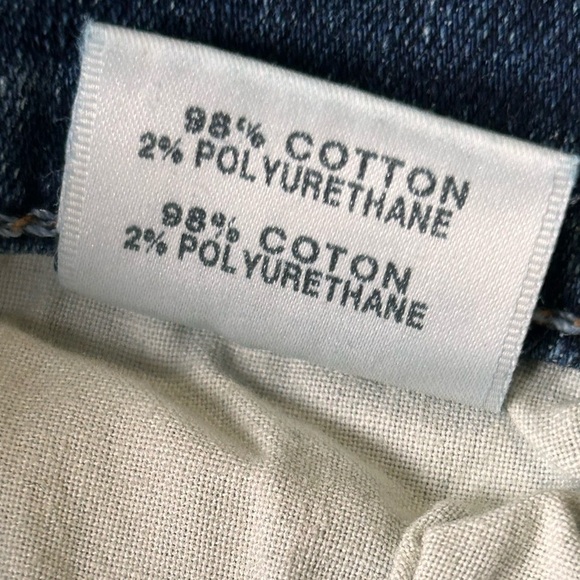 98% COTTON
2% POLYURETHANE
98% COTON
2% POLYURETHANE